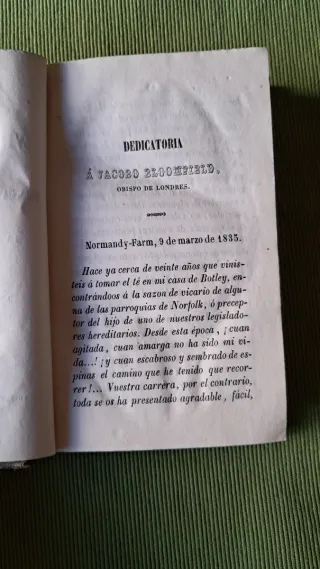 DEDICATORIA
Á JACOBO BLOOMFIELD,
OBISPO DE LONDRES.
Normandy-Farm, 9 de marzo de 1835.
Hace ya cerca de veinte años que vinis-
teis á tomar el té en mi casa de Botley, en-
contrándoos á la sazon de vicario de algu-
na de las parroquias de Norfolk, ó precep-
tor del hijo de uno de nuestros legislado-
res hereditarios. Desde esta época, ¡cuan
agitada, cuan amarga no ha sido mi vi-
da...! ¡y cuan escabroso y sembrado de es-
pinas el camino que he tenido que recor-
rer!... Vuestra carrera, por el contrario,
toda se os ha presentado agradable, fácil,